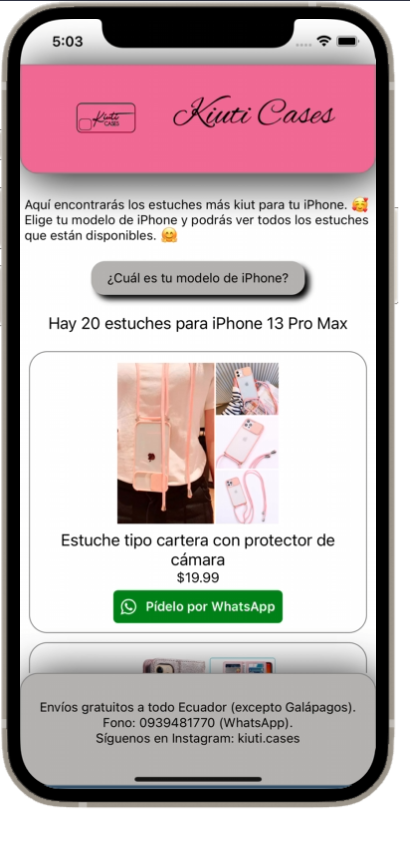 5:03
Kiuti
CASES
Kiuti Cases
Aquí encontrarás los estuches más kiut para tu iPhone. 🥰
Elige tu modelo de iPhone y podrás ver todos los estuches
que están disponibles. 🤗
¿Cuál es tu modelo de iPhone?
Hay 20 estuches para iPhone 13 Pro Max
Estuche tipo cartera con protector de
cámara
$19.99
Pídelo por WhatsApp
Envíos gratuitos a todo Ecuador (excepto Galápagos).
Fono: 0939481770 (WhatsApp).
Síguenos en Instagram: kiuti.cases